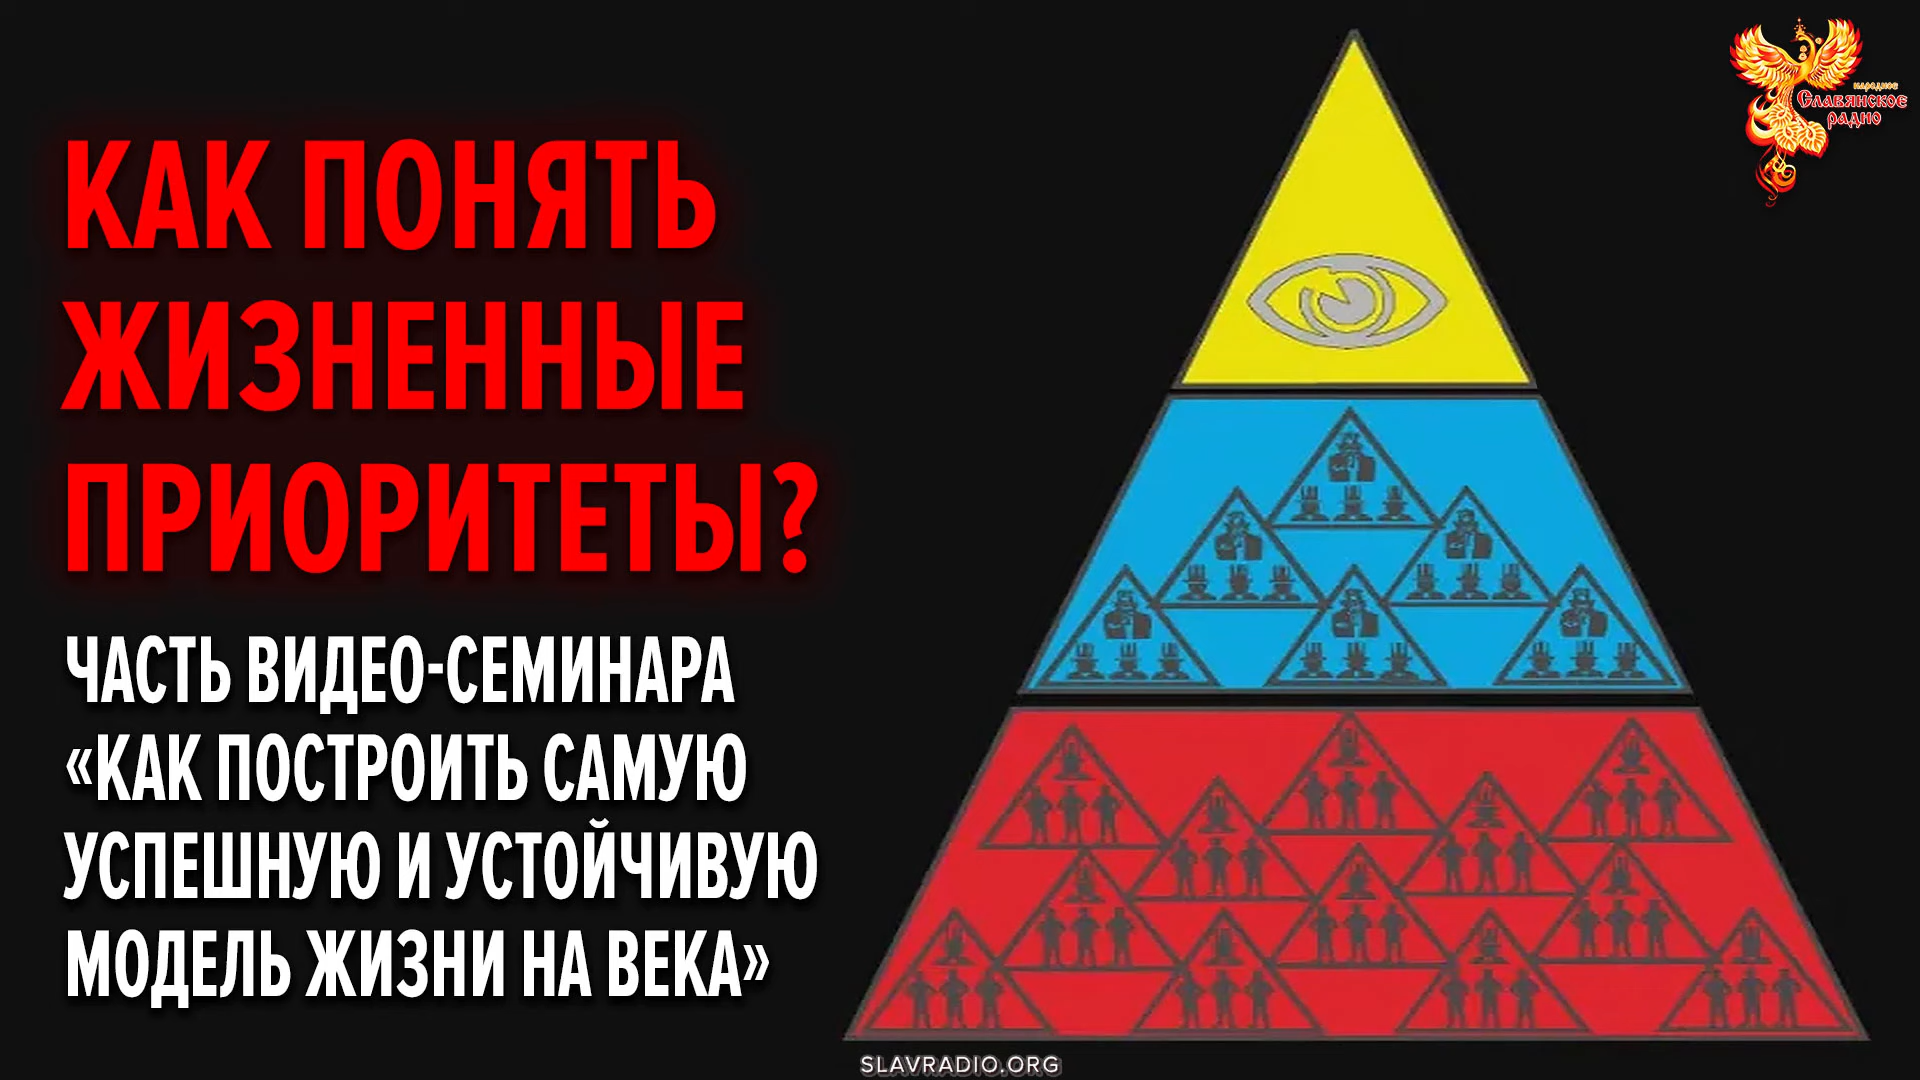 КАК ПОНЯТЬ
ЖИЗНЕННЫЕ
ПРИОРИТЕТЫ?
ЧАСТЬ ВИДЕО-СЕМИНАРА
«КАК ПОСТРОИТЬ САМУЮ
УСПЕШНУЮ И УСТОЙЧИВУЮ
МОДЕЛЬ ЖИЗНИ НА ВЕКА»
народное
Славянское
радио
SLAVRADIO.ORG